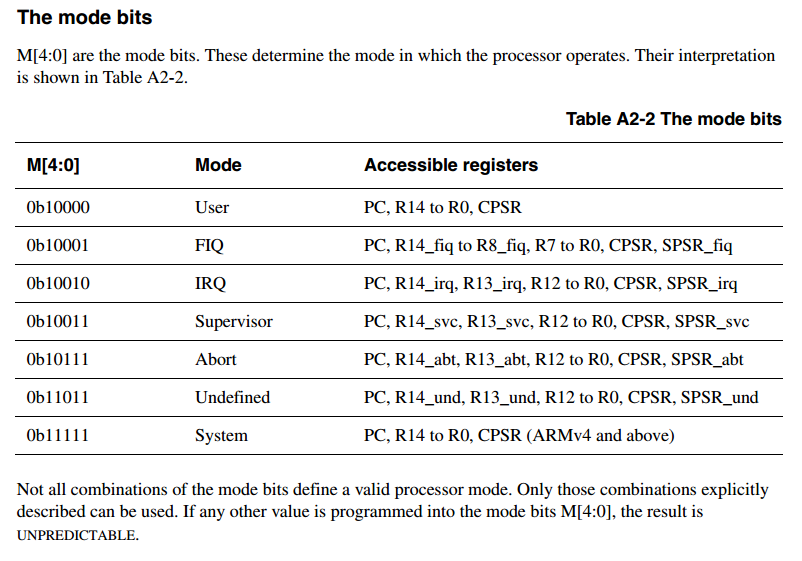 The mode bits
M[4:0] are the mode bits. These determine the mode in which the processor operates. Their interpretation
is shown in Table A2-2.
Table A2-2 The mode bits
M[4:0] Mode Accessible registers
0b10000 User PC, R14 to R0, CPSR
0b10001 FIQ PC, R14_fiq to R8_fiq, R7 to R0, CPSR, SPSR_fiq
0b10010 IRQ PC, R14_irq, R13_irq, R12 to R0, CPSR, SPSR_irq
0b10011 Supervisor PC, R14_svc, R13_svc, R12 to R0, CPSR, SPSR_svc
0b10111 Abort PC, R14_abt, R13_abt, R12 to R0, CPSR, SPSR_abt
0b11011 Undefined PC, R14_und, R13_und, R12 to R0, CPSR, SPSR_und
0b11111 System PC, R14 to R0, CPSR (ARMv4 and above)
Not all combinations of the mode bits define a valid processor mode. Only those combinations explicitly
described can be used. If any other value is programmed into the mode bits M[4:0], the result is
UNPREDICTABLE.